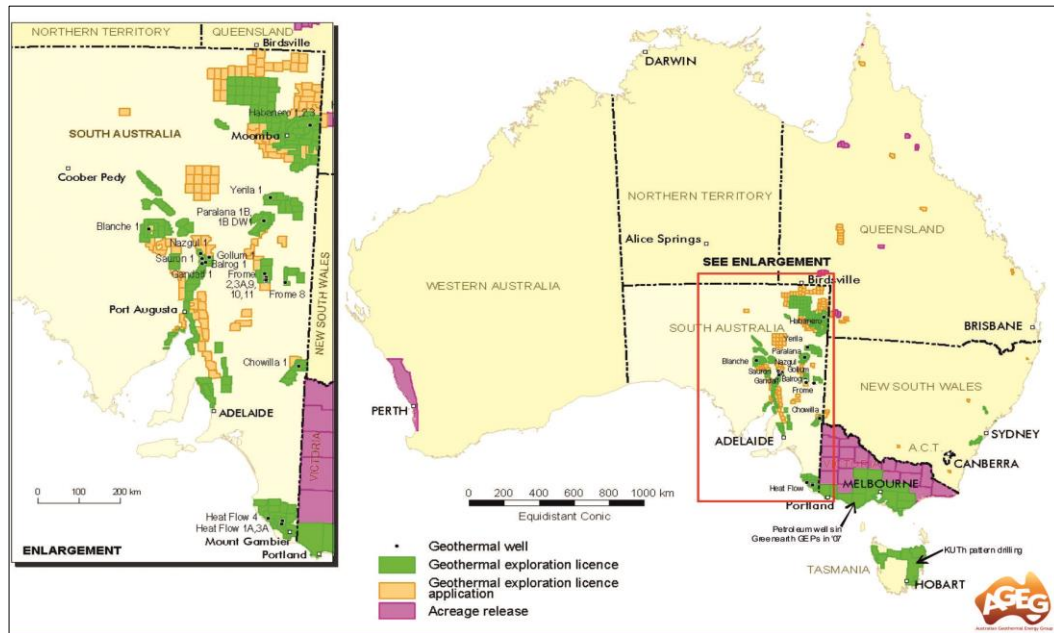 NORTHERN TERRITORY
QUEENSLAND
Birdsville
Habenero 1,2,3
SOUTH AUSTRALIA
Moomba
Coober Pedy
Yerila 1
Paralana 1B,
1B DW1
Blanche 1
Nazgul 1
Sauron 1
Gollum 1
Balrog 1
Gandalf 1
Frome
2,3A,9,
10,11
Frome 8
Port Augusta
NEW SOUTH WALES
Chowilla 1
ADELAIDE
VICTORIA
0 100 200 km
Heat Flow 4
Heat Flow 1A,3A
Mount Gambier
ENLARGEMENT
Portland
DARWIN
NORTHERN TERRITORY
QUEENSLAND
Alice Springs
SEE ENLARGEMENT
Birdsville
WESTERN AUSTRALIA
SOUTH AUSTRALIA
Habenero
BRISBANE
Yerila
Paralana
Blanche
Nazgul
Sauron
Gollum
Gandalf
Balrog
Frome
NEW SOUTH WALES
Chowilla
PERTH
ADELAIDE
SYDNEY
A.C.T
CANBERRA
Heat Flow
MELBOURNE
Portland
0 200 400 600 800 1000 km
Equidistant Conic
Petroleum wells in
Greenearth GEPs in '07
KUTh pattern drilling
TASMANIA
HOBART
Geothermal well
Geothermal exploration licence
Geothermal exploration licence
application
Acreage release
AGEG
Australian Geothermal Energy Group